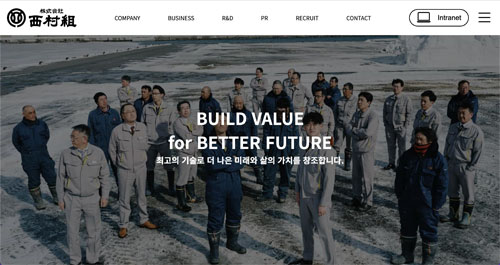 株式会社
西村組
COMPANY
BUSINESS
R&D
PR
RECRUIT
CONTACT
Intranet
BUILD VALUE
for BETTER FUTURE
최고의 기술로 더 나은 미래와 삶의 가치를 창조합니다.